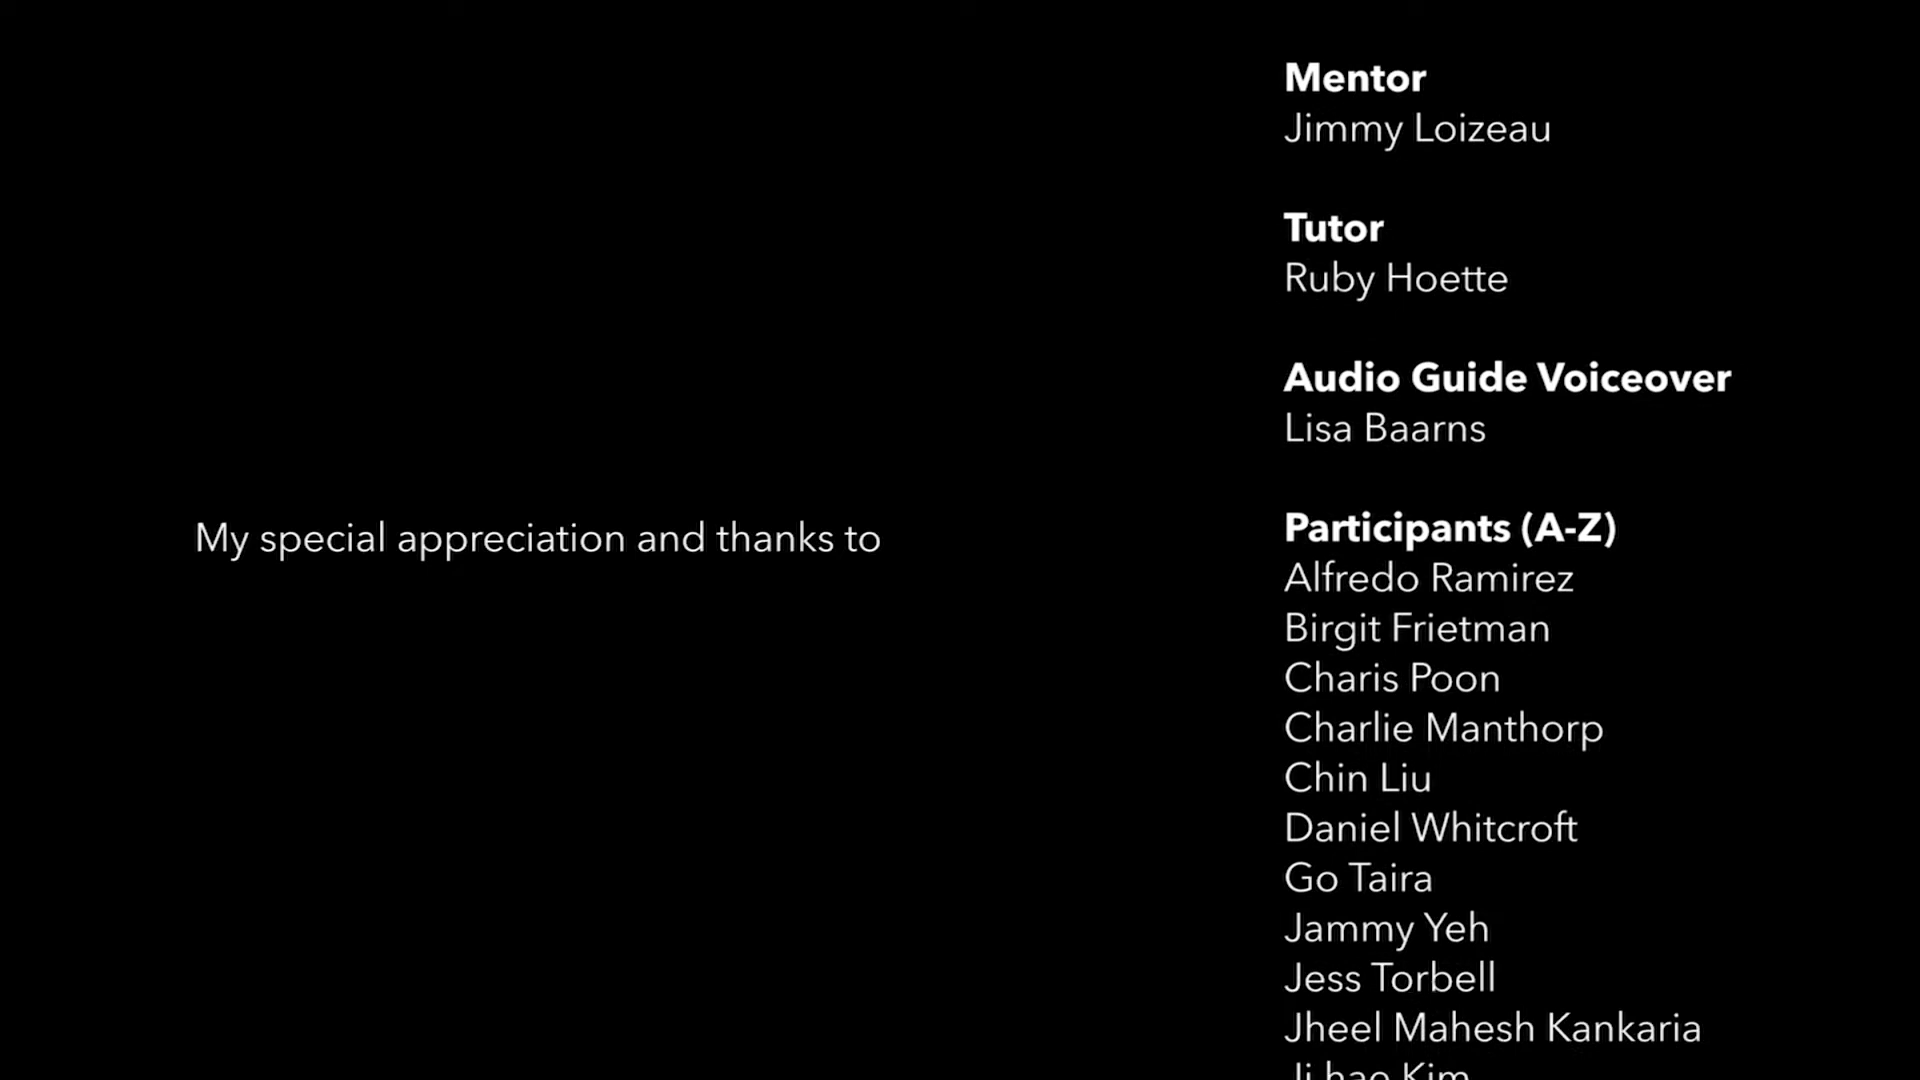 My special appreciation and thanks to
Mentor
Jimmy Loizeau
Tutor
Ruby Hoette
Audio Guide Voiceover
Lisa Baarns
Participants (A-Z)
Alfredo Ramirez
Birgit Frietman
Charis Poon
Charlie Manthorp
Chin Liu
Daniel Whitcroft
Go Taira
Jammy Yeh
Jess Torbell
Jheel Mahesh Kankaria
Kim